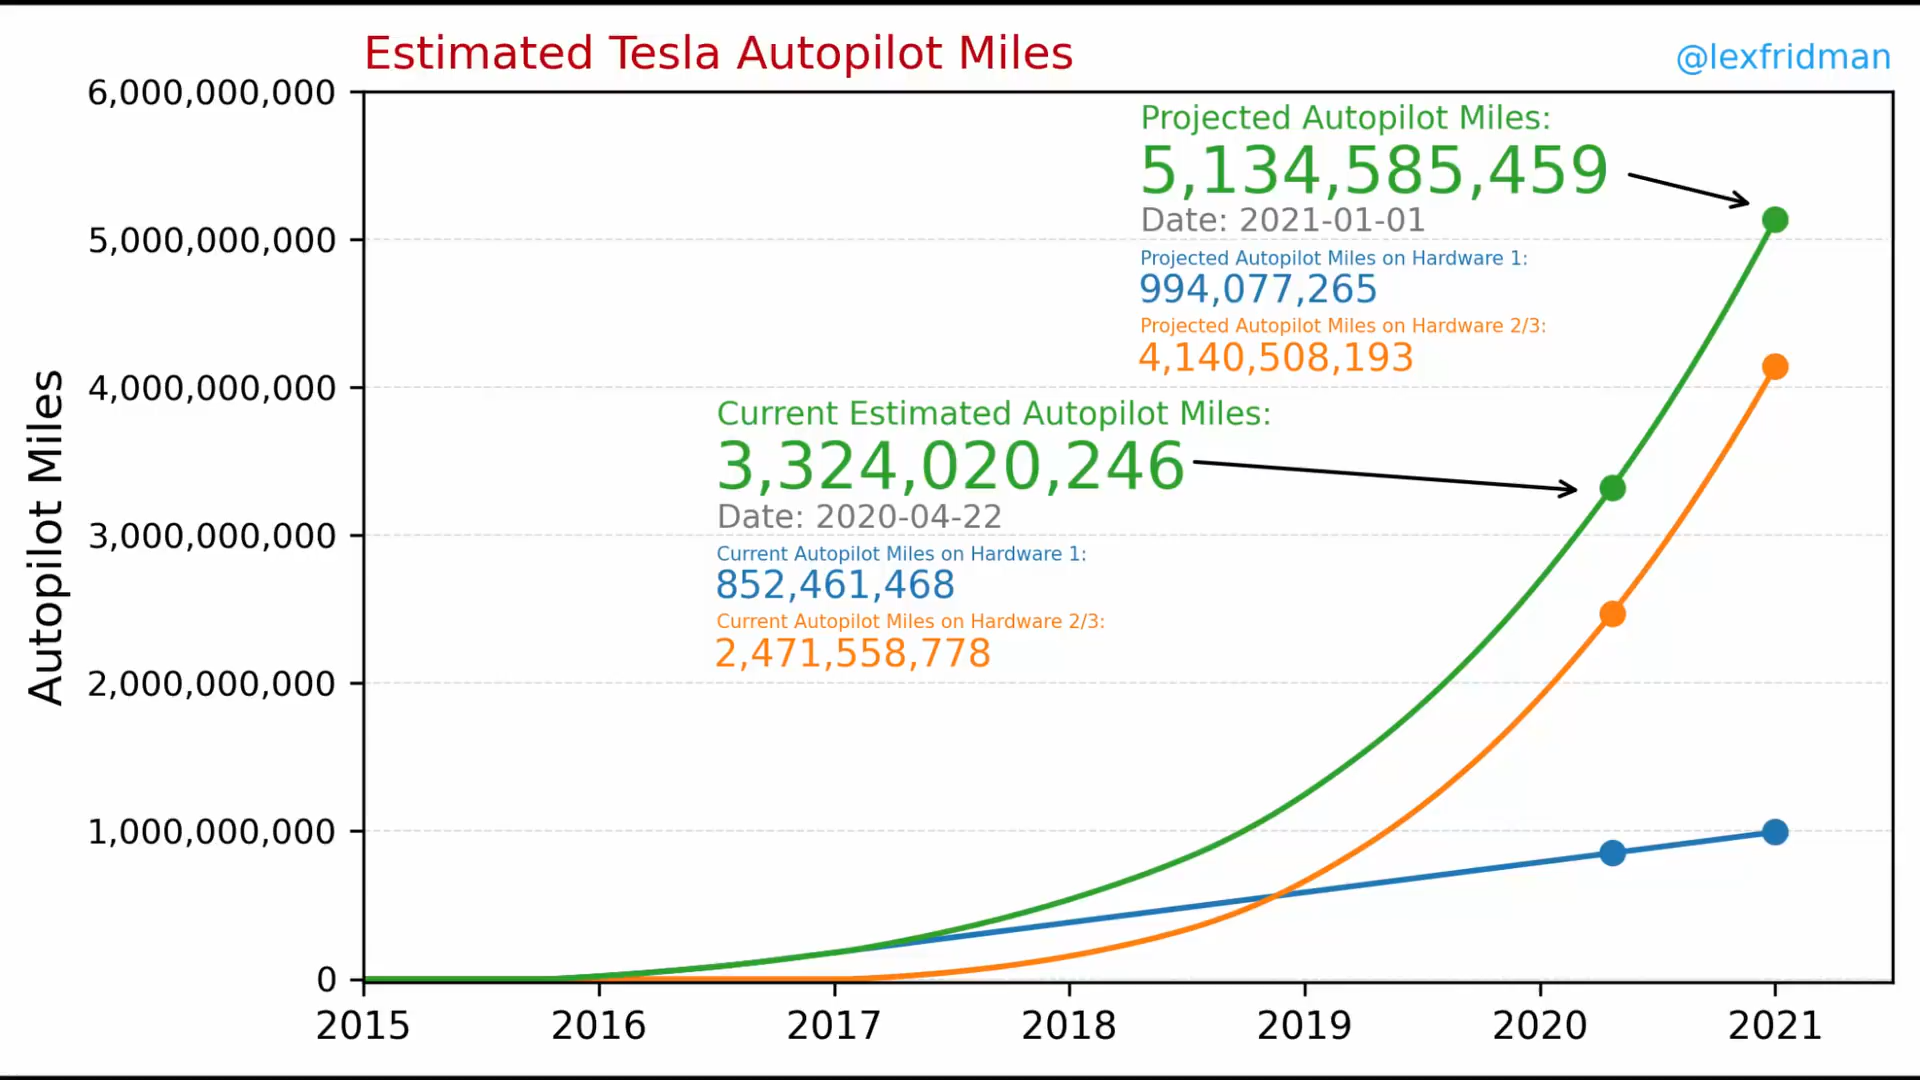 Estimated Tesla Autopilot Miles
@lexfridman
Autopilot Miles
6,000,000,000
5,000,000,000
4,000,000,000
3,000,000,000
2,000,000,000
1,000,000,000
0
Projected Autopilot Miles:
5,134,585,459
Date: 2021-01-01
Projected Autopilot Miles on Hardware 1:
994,077,265
Projected Autopilot Miles on Hardware 2/3:
4,140,508,193
Current Estimated Autopilot Miles:
3,324,020,246
Date: 2020-04-22
Current Autopilot Miles on Hardware 1:
852,461,468
Current Autopilot Miles on Hardware 2/3:
2,471,558,778
2015 2016 2017 2018 2019 2020 2021